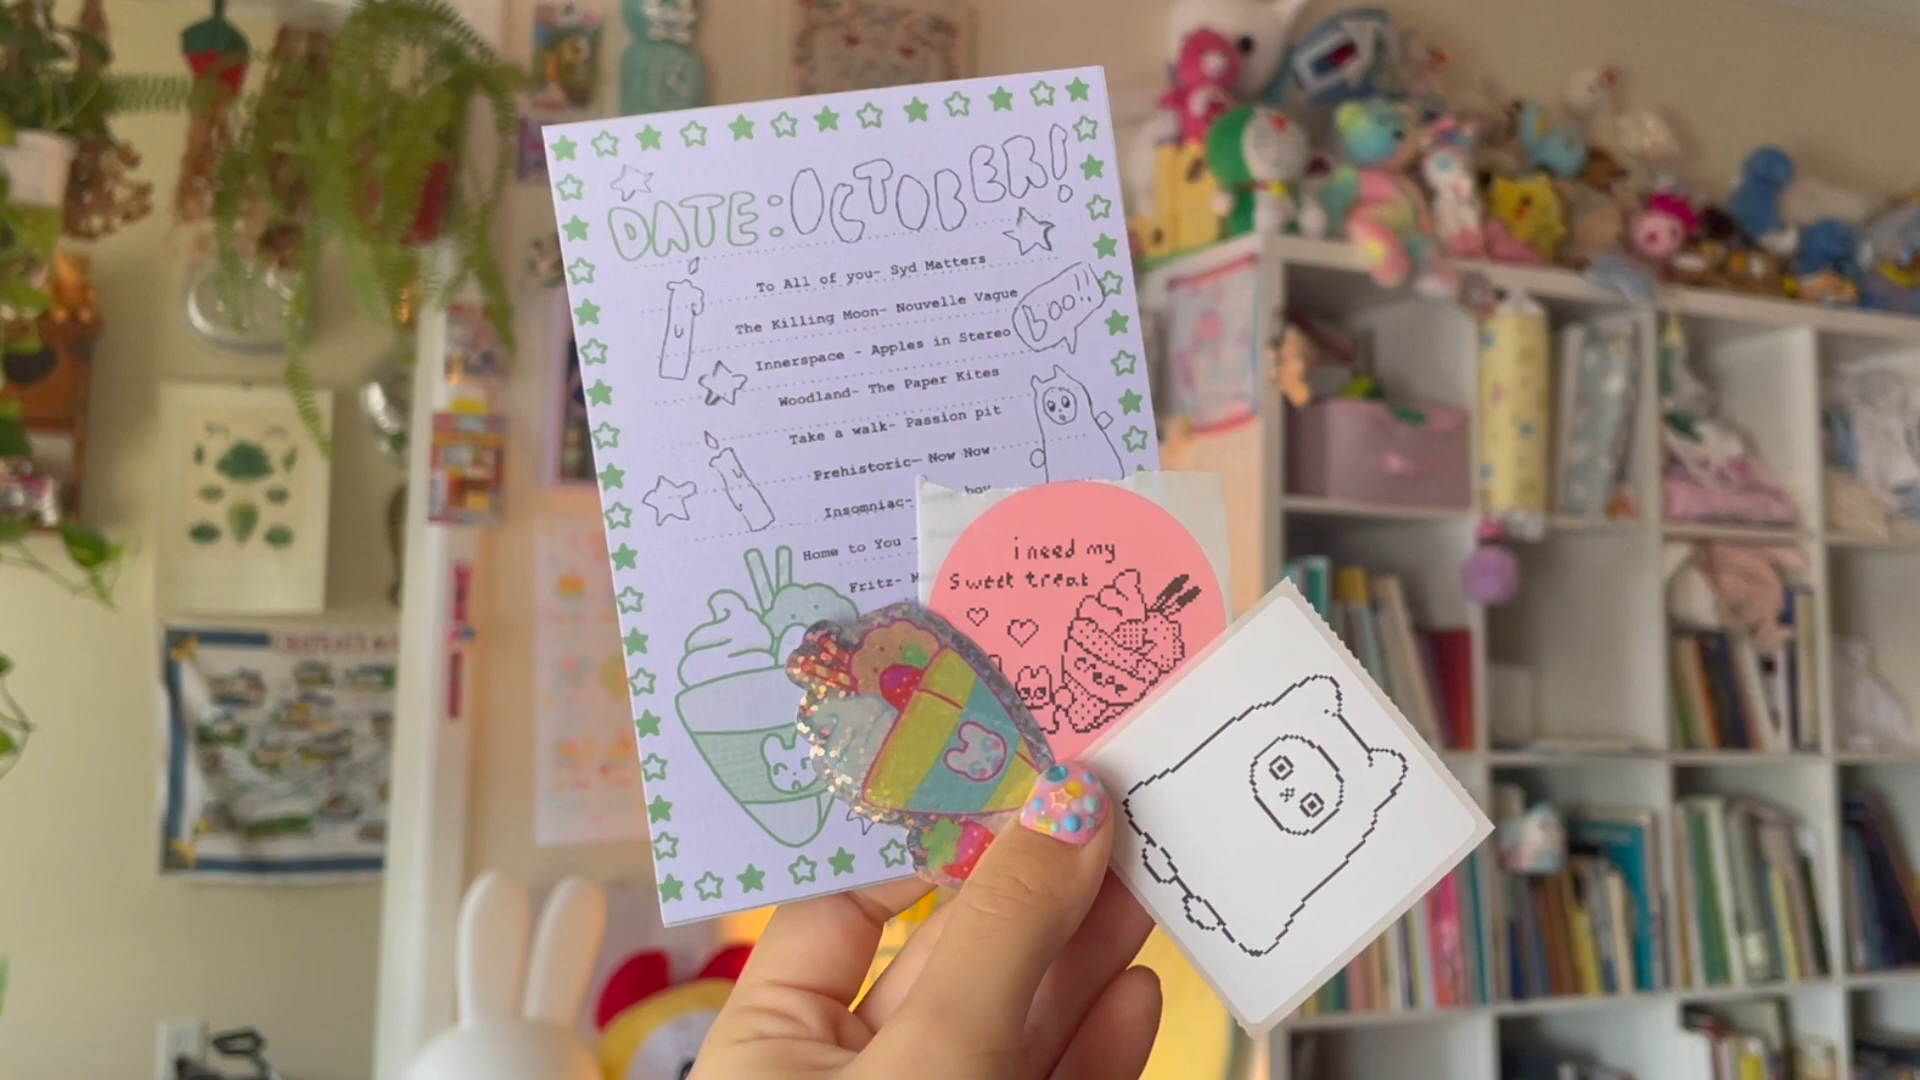 DATE: OCTOBER!
To All of you- Syd Matters
The Killing Moon- Nouvelle Vague
Boo!!
Innerspace - Apples in Stereo
Woodland- The Paper Kites
Take a walk- Passion pit
Prehistoric- Now Now
Insomniac- boy
Home to You -
Fritz-
i need my
sweet treat